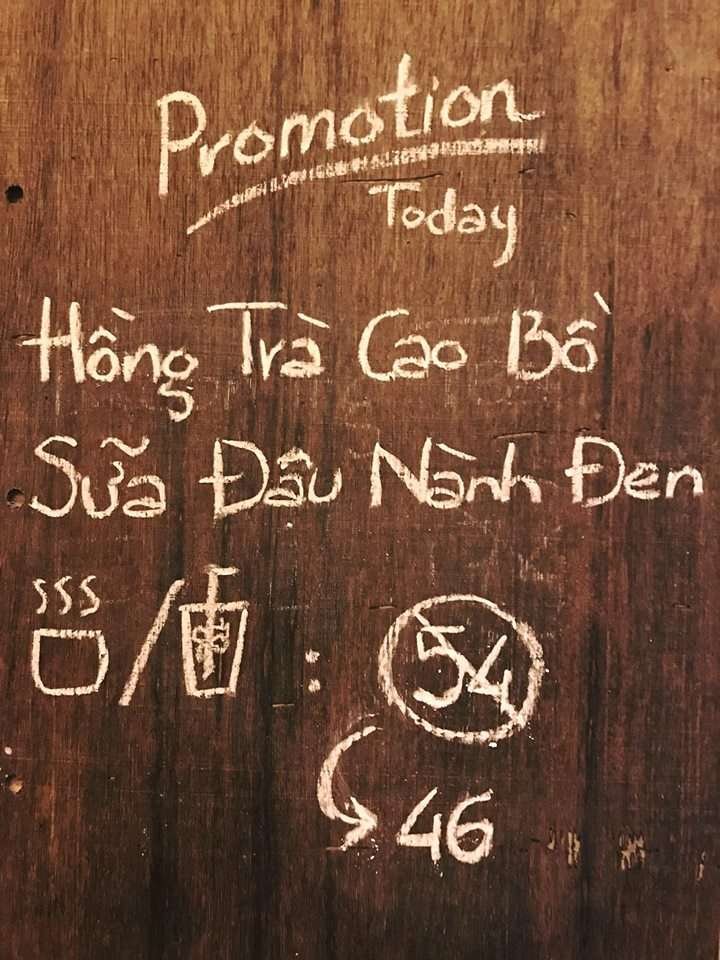 Promotion
Today
Hồng Trà Cao Bồ
Sữa Đậu Nành Đen
/ : 54
46